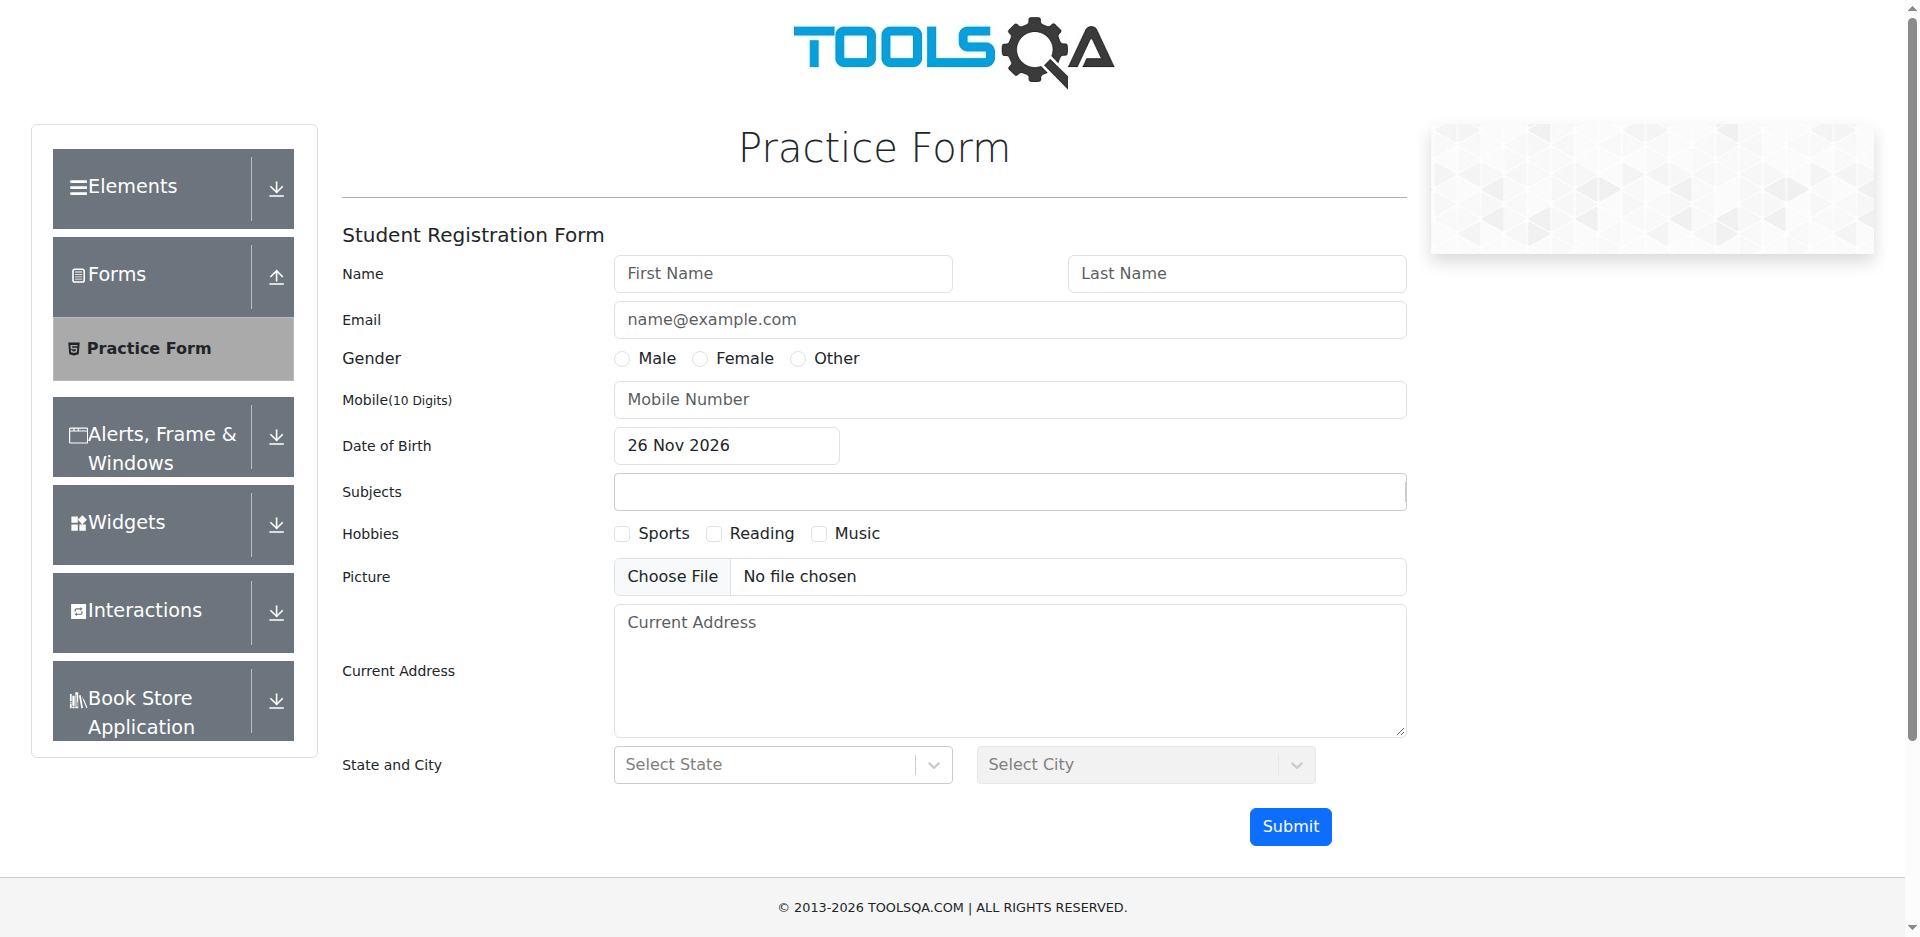 TOOLSQA
Elements
Forms
Practice Form
Alerts, Frame &
Windows
Widgets
Interactions
Book Store
Application
Practice Form
Student Registration Form
Name
First Name
Last Name
Email
name@example.com
Gender
Male
Female
Other
Mobile(10 Digits)
Mobile Number
Date of Birth
26 Nov 2026
Subjects
Hobbies
Sports
Reading
Music
Picture
Choose File
No file chosen
Current Address
Current Address
State and City
Select State
Select City
Submit
© 2013-2026 TOOLSQA.COM | ALL RIGHTS RESERVED.